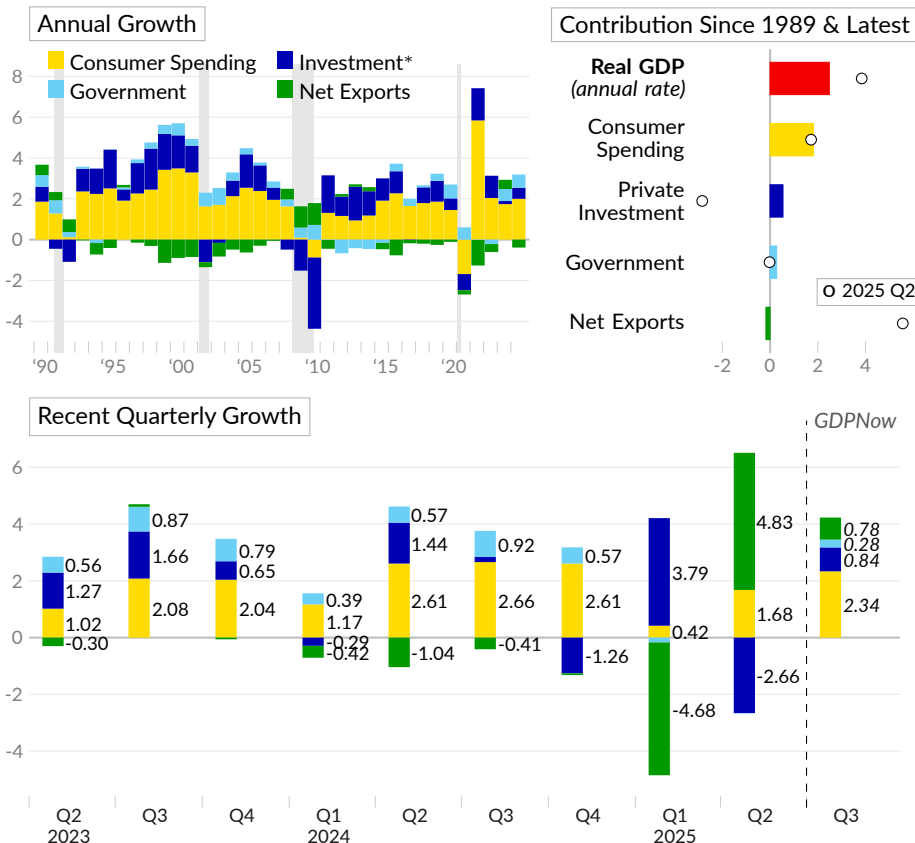 Annual Growth
Consumer Spending
Investment*
Government
Net Exports
8
6
4
2
0
-2
-4
‘90
‘95
‘00
‘05
‘10
‘15
‘20
Contribution Since 1989 & Latest
Real GDP
(annual rate)
Consumer
Spending
Private
Investment
Government
Net Exports
o 2025 Q2
-2
0
2
4
Recent Quarterly Growth
GDPNow
6
4
2
0
-2
-4
0.56
1.27
1.02
-0.30
0.87
1.66
2.08
0.79
0.65
2.04
0.39
1.17
-0.29
-0.42
0.57
1.44
2.61
-1.04
0.92
2.66
-0.41
0.57
2.61
-1.26
3.79
0.42
-4.68
4.83
1.68
-2.66
0.78
0.28
0.84
2.34
Q2
2023
Q3
Q4
Q1
2024
Q2
Q3
Q4
Q1
2025
Q2
Q3